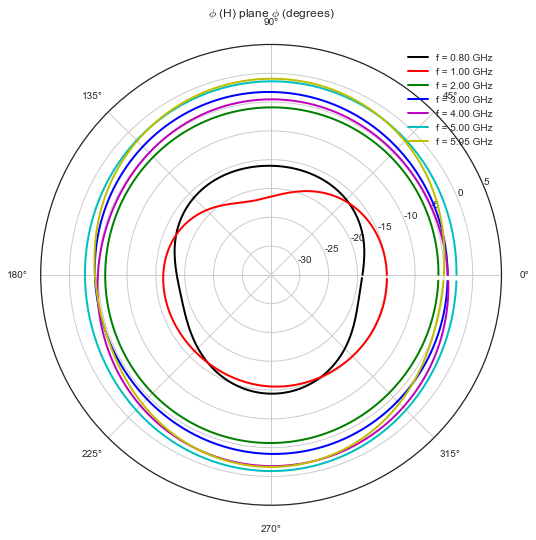 ϕ (H) plane ϕ (degrees)
90°
f = 0.80 GHz
f = 1.00 GHz
f = 2.00 GHz
f = 3.00 GHz
f = 4.00 GHz
f = 5.00 GHz
f = 5.95 GHz
45°
135°
5
0
-5
-10
-15
-20
-25
-30
180°
0°
225°
315°
270°